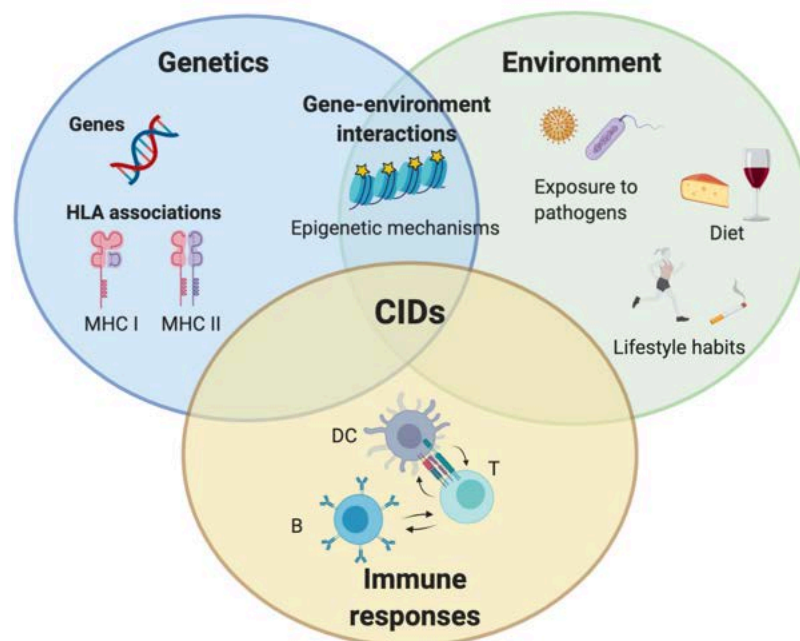 Genetics
Environment
Genes
Gene-environment
interactions
HLA associations
Epigenetic mechanisms
Exposure to
pathogens
Diet
MHC I
MHC II
Lifestyle habits
CIDs
DC
T
B
Immune
responses